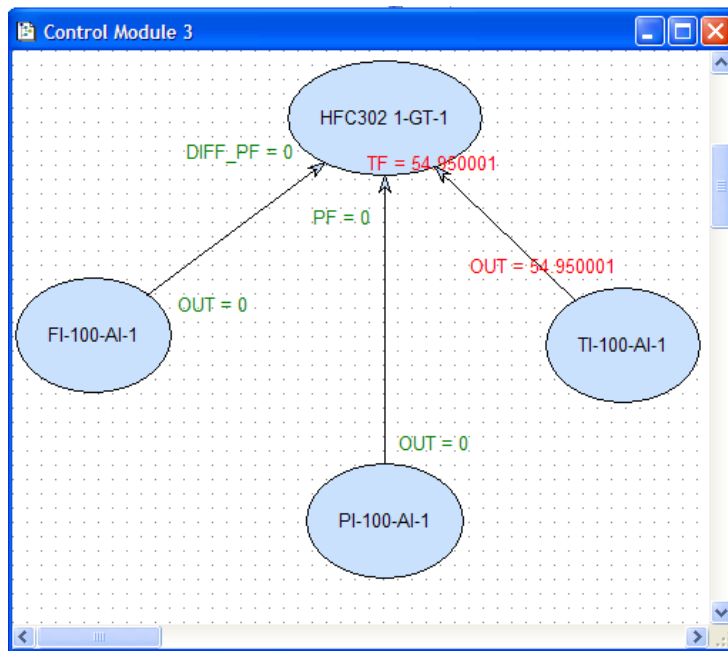 Control Module 3
HFC302 1-GT-1
DIFF_PF = 0
TF = 54.950001
PF = 0
OUT = 54.950001
OUT = 0
FI-100-AI-1
TI-100-AI-1
OUT = 0
PI-100-AI-1